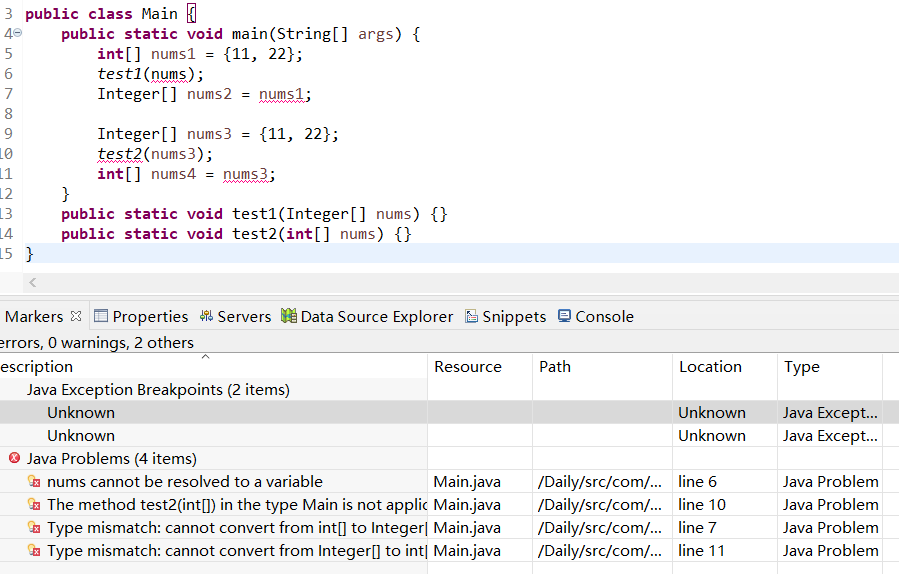 3 public class Main {
4 public static void main(String[] args) {
5 int[] nums1 = {11, 22};
6 test1(nums);
7 Integer[] nums2 = nums1;
8
9 Integer[] nums3 = {11, 22};
10 test2(nums3);
11 int[] nums4 = nums3;
12 }
13 public static void test1(Integer[] nums) {}
14 public static void test2(int[] nums) {}
15 }
Markers Properties Servers Data Source Explorer Snippets Console
errors, 0 warnings, 2 others
escription Resource Path Location Type
Java Exception Breakpoints (2 items)
Unknown Unknown Java Except...
Unknown Unknown Java Except...
Java Problems (4 items)
nums cannot be resolved to a variable Main.java /Daily/src/com/... line 6 Java Problem
The method test2(int[]) in the type Main is not applic Main.java /Daily/src/com/... line 10 Java Problem
Type mismatch: cannot convert from int[] to Integer[ Main.java /Daily/src/com/... line 7 Java Problem
Type mismatch: cannot convert from Integer[] to int[ Main.java /Daily/src/com/... line 11 Java Problem